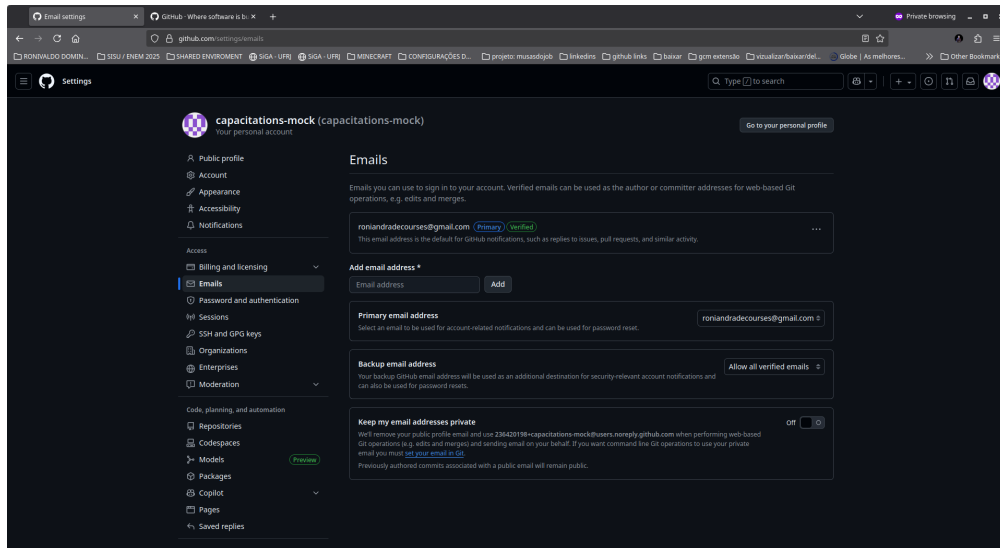 Email settings
GitHub · Where software is bu
Private browsing
github.com/settings/emails
RONIVALDO DOMIN...
SISU / ENEM 2025
SHARED ENVIROMENT
SiGA - UFRJ
SiGA - UFRJ
MINECRAFT
CONFIGURAÇÕES D...
projeto: musasdojob
linkedins
github links
baixar
gcm extensão
vizualizar/baixar/del...
Globe | As melhores...
Other Bookmark
Settings
Type / to search
capacitations-mock (capacitations-mock)
Your personal account
Go to your personal profile
Public profile
Account
Appearance
Accessibility
Notifications
Access
Billing and licensing
Emails
Password and authentication
Sessions
SSH and GPG keys
Organizations
Enterprises
Moderation
Code, planning, and automation
Repositories
Codespaces
Models
Preview
Packages
Copilot
Pages
Saved replies
Emails
Emails you can use to sign in to your account. Verified emails can be used as the author or committer addresses for web-based Git
operations, e.g. edits and merges.
roniandradecourses@gmail.com Primary Verified
This email address is the default for GitHub notifications, such as replies to issues, pull requests, and similar activity.
Add email address *
Email address
Add
Primary email address
Select an email to be used for account-related notifications and can be used for password reset.
roniandradecourses@gmail.com
Backup email address
Your backup GitHub email address will be used as an additional destination for security-relevant account notifications and
can also be used for password resets.
Allow all verified emails
Keep my email addresses private
Off
We'll remove your public profile email and use 236420198+capacitations-mock@users.noreply.github.com when performing web-based
Git operations (e.g. edits and merges) and sending email on your behalf. If you want command line Git operations to use your private
email you must set your email in Git.
Previously authored commits associated with a public email will remain public.